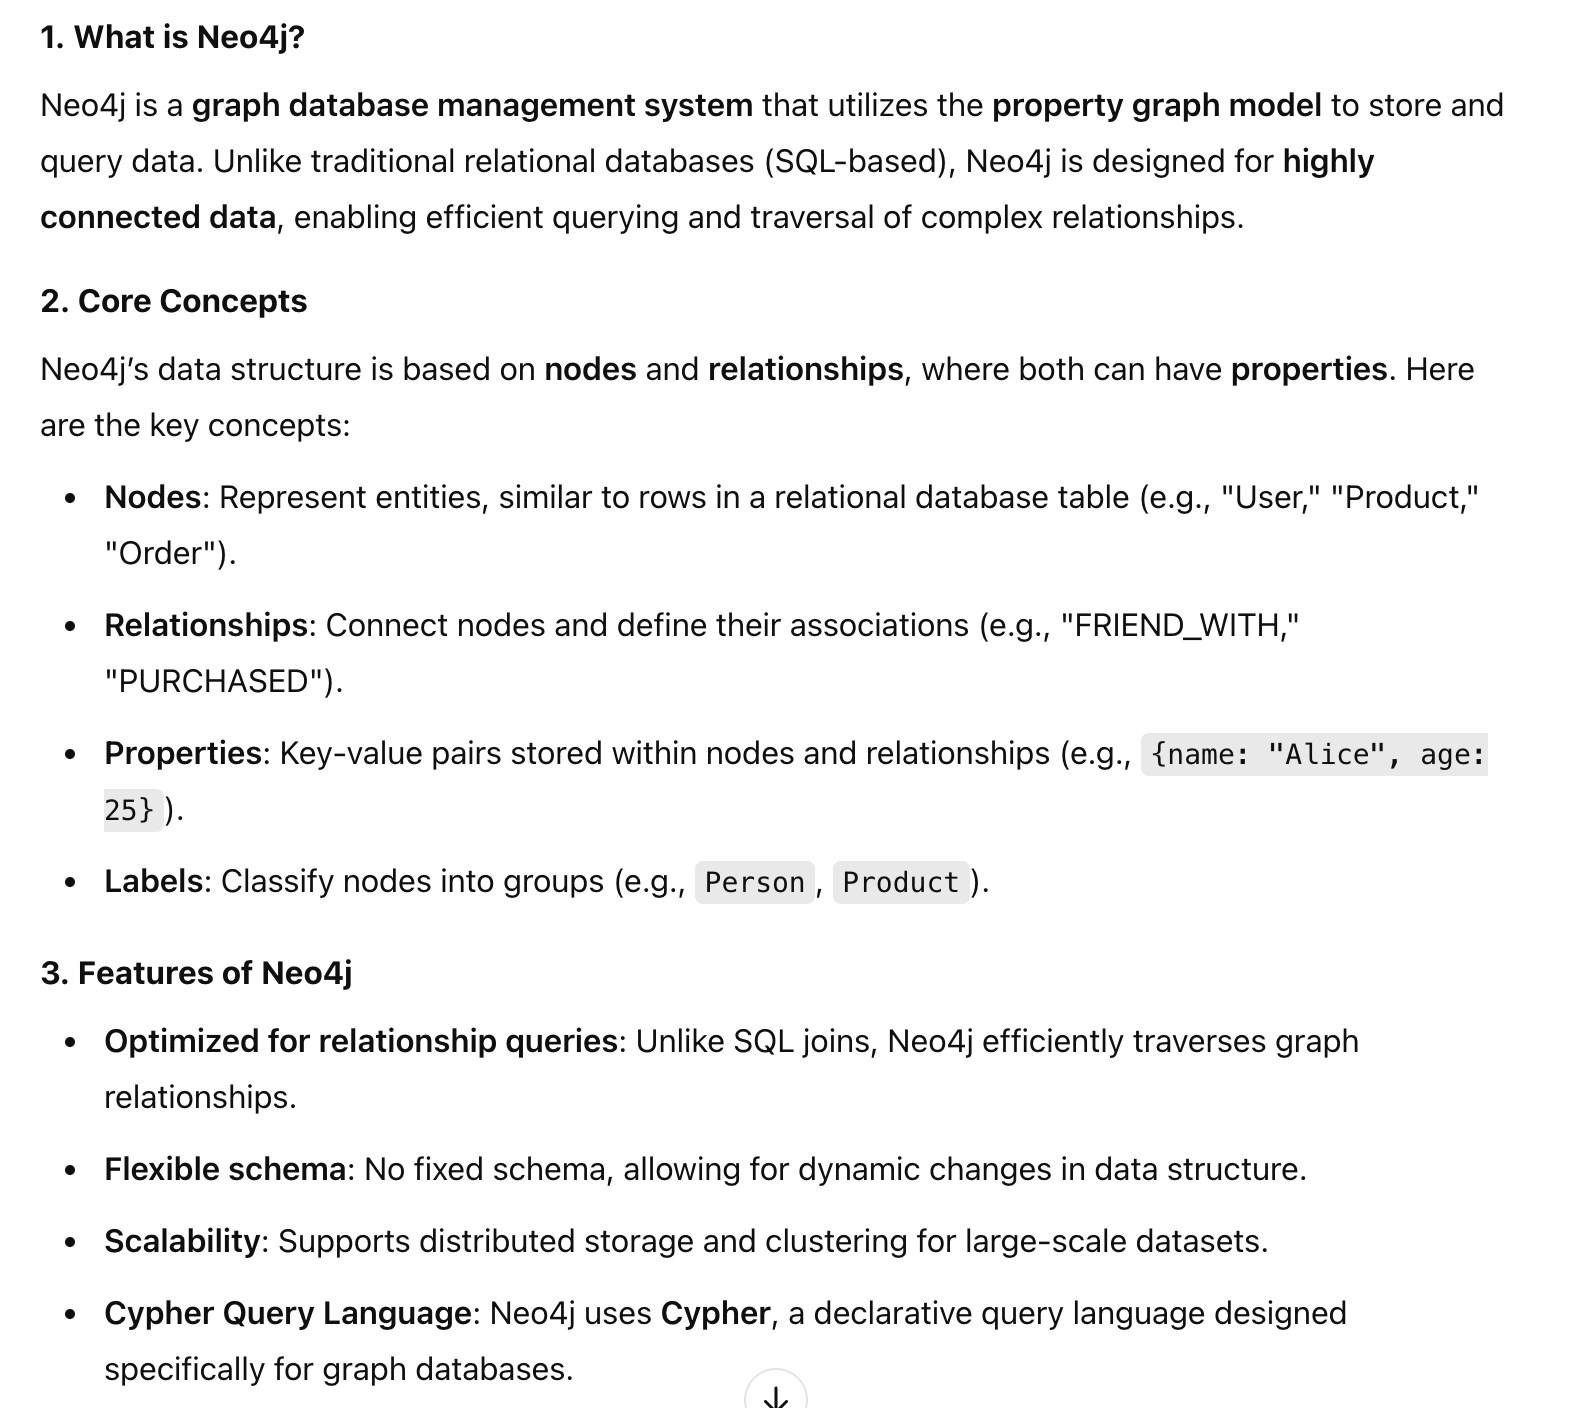 1. What is Neo4j?
Neo4j is a graph database management system that utilizes the property graph model to store and
query data. Unlike traditional relational databases (SQL-based), Neo4j is designed for highly
connected data, enabling efficient querying and traversal of complex relationships.
2. Core Concepts
Neo4j’s data structure is based on nodes and relationships, where both can have properties. Here
are the key concepts:
• Nodes: Represent entities, similar to rows in a relational database table (e.g., "User," "Product,"
"Order").
• Relationships: Connect nodes and define their associations (e.g., "FRIEND_WITH,"
"PURCHASED").
• Properties: Key-value pairs stored within nodes and relationships (e.g., {name: "Alice", age:
25}).
• Labels: Classify nodes into groups (e.g., Person, Product).
3. Features of Neo4j
• Optimized for relationship queries: Unlike SQL joins, Neo4j efficiently traverses graph
relationships.
• Flexible schema: No fixed schema, allowing for dynamic changes in data structure.
• Scalability: Supports distributed storage and clustering for large-scale datasets.
• Cypher Query Language: Neo4j uses Cypher, a declarative query language designed
specifically for graph databases.